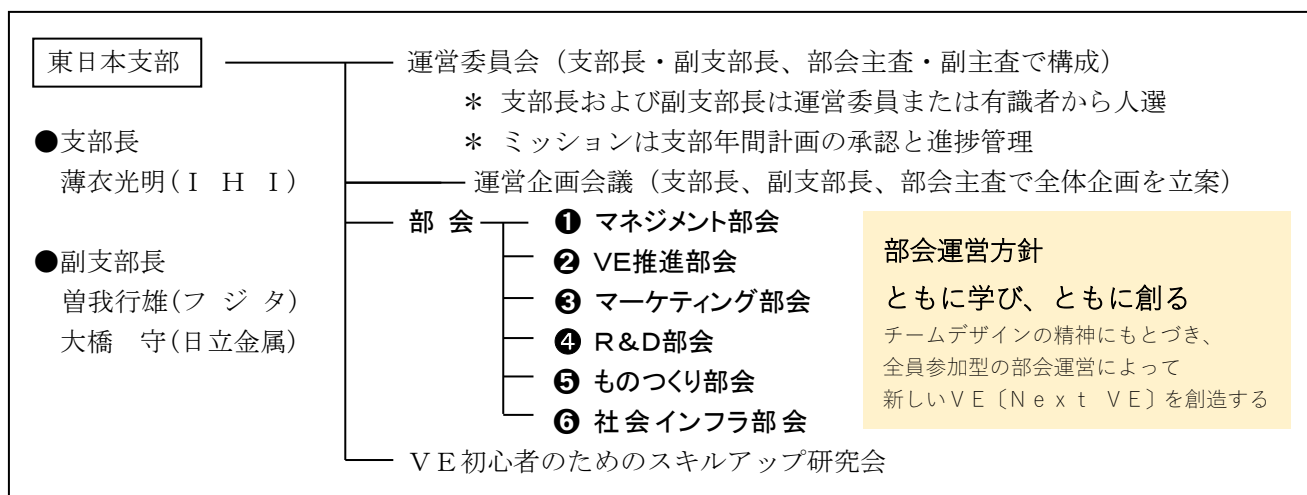 東日本支部
運営委員会（支部長・副支部長、部会主査・副主査で構成）
＊ 支部長および副支部長は運営委員または有識者から人選
＊ ミッションは支部年間計画の承認と進捗管理
●支部長
薄衣光明(ＩＨＩ)
運営企画会議（支部長、副支部長、部会主査で全体企画を立案）
●副支部長
曽我行雄(フジタ)
大橋　守(日立金属)
部会
❶ マネジメント部会
❷ VE推進部会
❸ マーケティング部会
❹ R＆D部会
❺ ものつくり部会
❻ 社会インフラ部会
部会運営方針
ともに学び、ともに創る
チームデザインの精神にもとづき、
全員参加型の部会運営によって
新しいＶＥ〔Ｎｅｘｔ ＶＥ〕を創造する
ＶＥ初心者のためのスキルアップ研究会